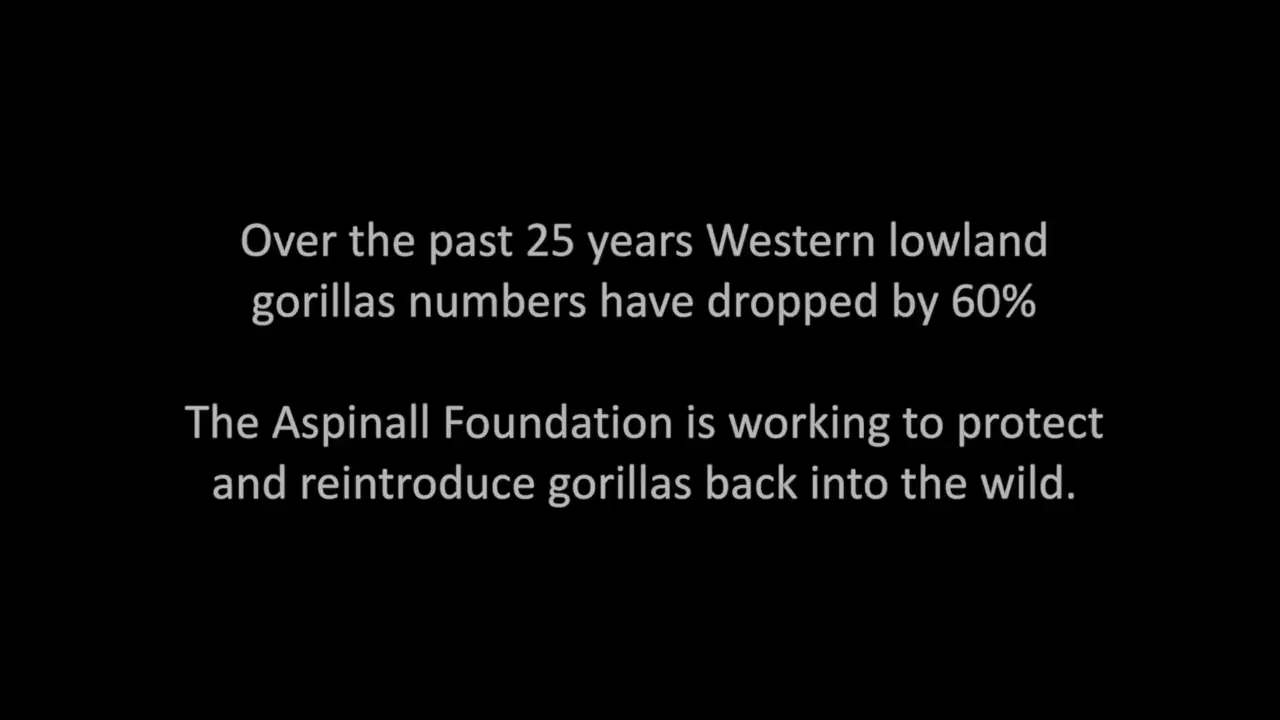 Over the past 25 years Western lowland
gorillas numbers have dropped by 60%
The Aspinall Foundation is working to protect
and reintroduce gorillas back into the wild.